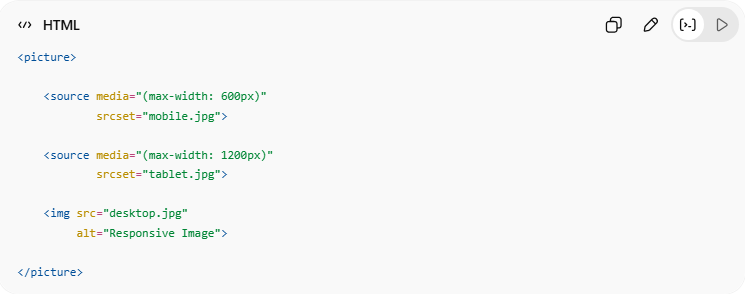 HTML
<picture>
<source media="(max-width: 600px)"
srcset="mobile.jpg">
<source media="(max-width: 1200px)"
srcset="tablet.jpg">
<img src="desktop.jpg"
alt="Responsive Image">
</picture>